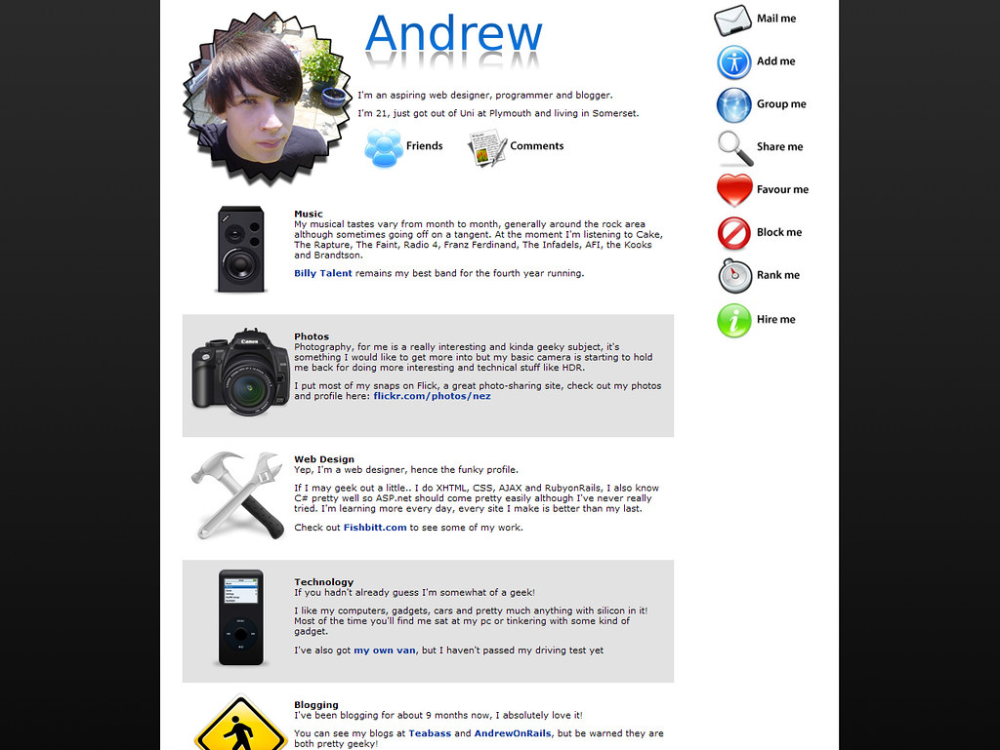 Andrew
I'm an aspiring web designer, programmer and blogger.
I'm 21, just got out of Uni at Plymouth and living in Somerset.
Friends
Comments
Mail me
Add me
Group me
Share me
Favour me
Block me
Rank me
Hire me
Music
My musical tastes vary from month to month, generally around the rock area
although sometimes going off on a tangent. At the moment I'm listening to Cake,
The Rapture, The Faint, Radio 4, Franz Ferdinand, The Infadels, AFI, the Kooks
and Brandtson.
Billy Talent remains my best band for the fourth year running.
Canon
Photos
Photography, for me is a really interesting and kinda geeky subject, it's
something I would like to get more into but my basic camera is starting to hold
me back for doing more interesting and technical stuff like HDR.
I put most of my snaps on Flick, a great photo-sharing site, check out my photos
and profile here: flickr.com/photos/nez
Web Design
Yep, I'm a web designer, hence the funky profile.
If I may geek out a little.. I do XHTML, CSS, AJAX and RubyonRails, I also know
C# pretty well so ASP.net should come pretty easily although I've never really
tried. I'm learning more every day, every site I make is better than my last.
Check out Fishbitt.com to see some of my work.
Technology
If you hadn't already guess I'm somewhat of a geek!
I like my computers, gadgets, cars and pretty much anything with silicon in it!
Most of the time you'll find me sat at my pc or tinkering with some kind of
gadget.
I've also got my own van, but I haven't passed my driving test yet
Blogging
I've been blogging for about 9 months now, I absolutely love it!
You can see my blogs at Teabass and AndrewOnRails, but be warned they are
both pretty geeky!